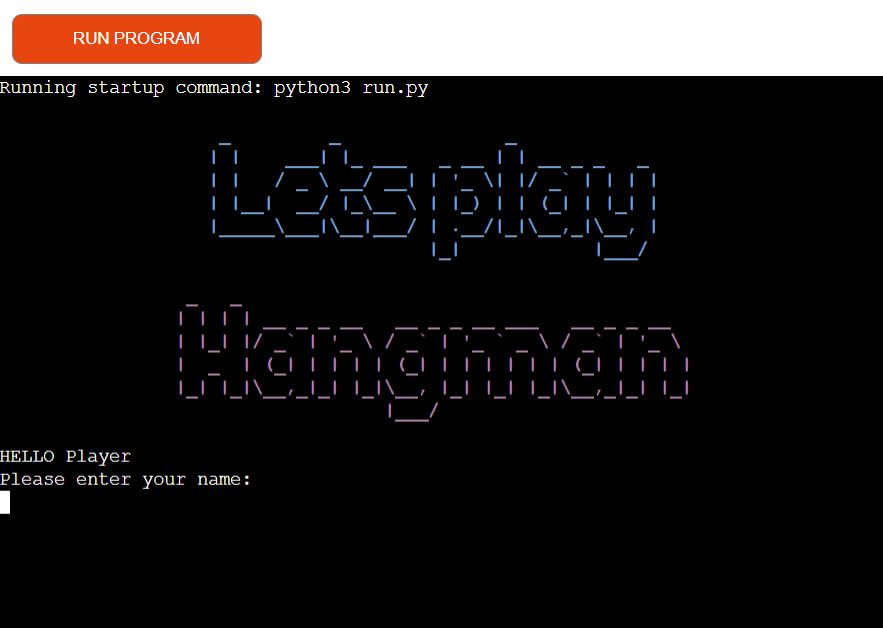 RUN PROGRAM
Running startup command: python3 run.py
Lets play
Hangman
HELLO Player
Please enter your name: